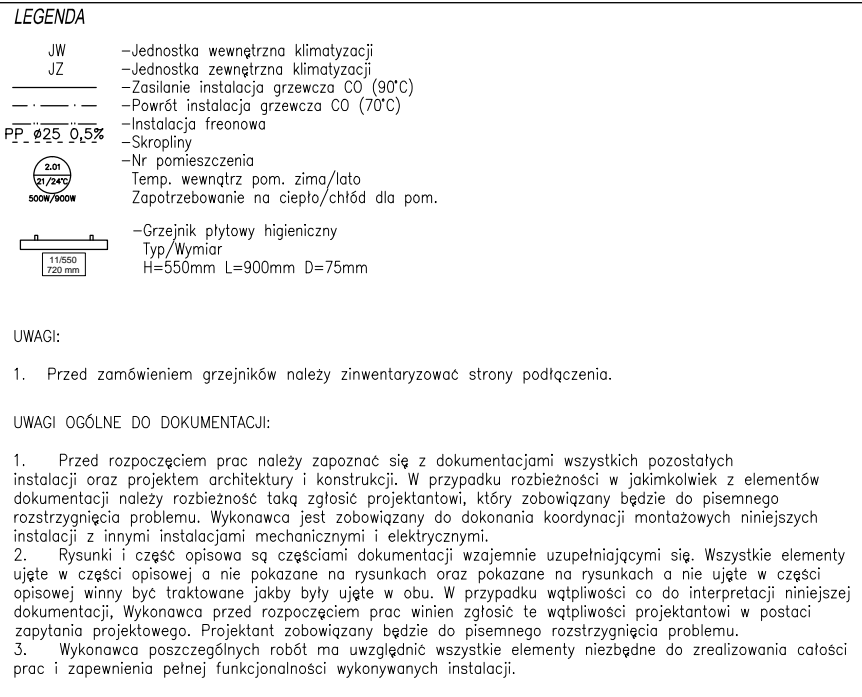 LEGENDA
JW -Jednostka wewnętrzna klimatyzacji
JZ -Jednostka zewnętrzna klimatyzacji
-Zasilanie instalacja grzewcza CO (90°C)
-Powrót instalacja grzewcza CO (70°C)
-Instalacja freonowa
PP ø25 0,5% -Skropliny
2.01 -Nr pomieszczenia
21/24°C Temp. wewnątrz pom. zima/lato
500W/900W Zapotrzebowanie na ciepło/chłód dla pom.
-Grzejnik płytowy higieniczny
Typ/Wymiar
11/550
720 mm
H=550mm L=900mm D=75mm
UWAGI:
1. Przed zamówieniem grzejników należy zinwentaryzować strony podłączenia.
UWAGI OGÓLNE DO DOKUMENTACJI:
1. Przed rozpoczęciem prac należy zapoznać się z dokumentacjami wszystkich pozostałych
instalacji oraz projektem architektury i konstrukcji. W przypadku rozbieżności w jakimkolwiek z elementów
dokumentacji należy rozbieżność taką zgłosić projektantowi, który zobowiązany będzie do pisemnego
rozstrzygnięcia problemu. Wykonawca jest zobowiązany do dokonania koordynacji montażowych niniejszych
instalacji z innymi instalacjami mechanicznymi i elektrycznymi.
2. Rysunki i część opisowa są częściami dokumentacji wzajemnie uzupełniającymi się. Wszystkie elementy
ujęte w części opisowej a nie pokazane na rysunkach oraz pokazane na rysunkach a nie ujęte w części
opisowej winny być traktowane jakby były ujęte w obu. W przypadku wątpliwości co do interpretacji niniejszej
dokumentacji, Wykonawca przed rozpoczęciem prac winien zgłosić te wątpliwości projektantowi w postaci
zapytania projektowego. Projektant zobowiązany będzie do pisemnego rozstrzygnięcia problemu.
3. Wykonawca poszczególnych robót ma uwzględnić wszystkie elementy niezbędne do zrealizowania całości
prac i zapewnienia pełnej funkcjonalności wykonywanych instalacji.